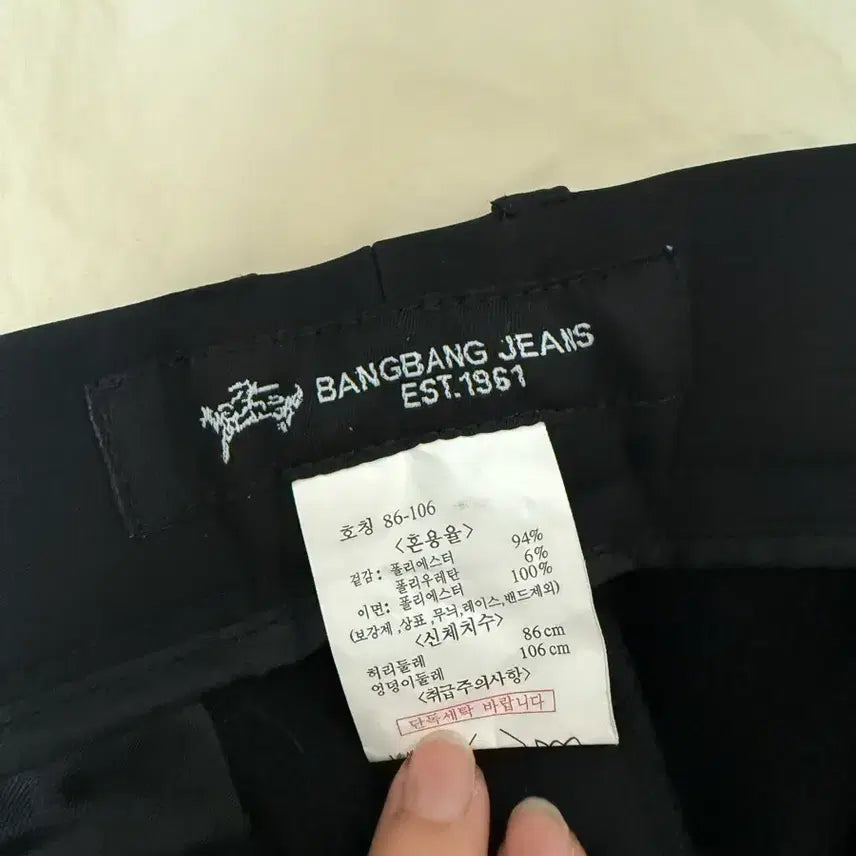 BANGBANG JEANS
EST.1961
호칭 86-106
<혼용율>
겉감: 폴리에스터 94%
폴리우레탄 6%
이면: 폴리에스터 100%
(보강제,상표,무늬,레이스,밴드제외)
<신체치수>
허리둘레 86cm
엉덩이둘레 106cm
<취급주의사항>
단독세탁 바랍니다